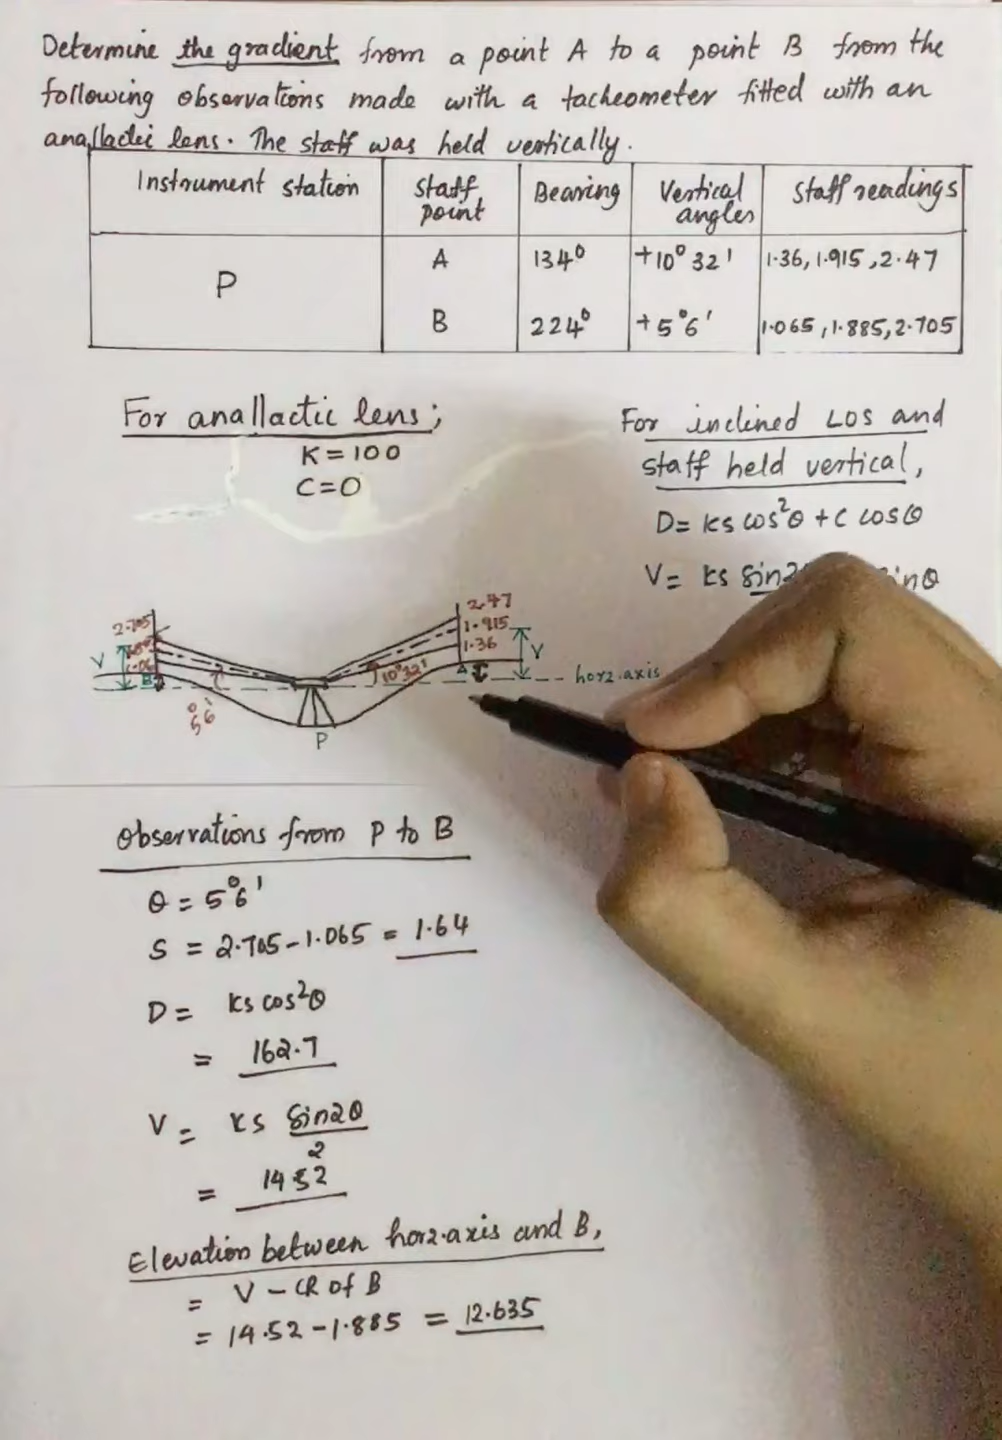 Determine the gradient from a point A to a point B from the
following observations made with a tacheometer fitted with an
anallactic lens. The staff was held vertically.
Instrument station
Staff point
Bearing
Vertical angles
Staff readings
P
A
134°
+10°32'
1.36, 1.915, 2.47
B
224°
+5°6'
1.065, 1.885, 2.705
For anallactic lens;
K = 100
C = 0
For inclined LOS and
staff held vertical,
D = Ks cos²θ + C cosθ
V = Ks sin2
inθ
2.705
V
B
5°6'
P
10°32'
2.47
1.915
1.36
A
V
horz.axis
Observations from P to B
θ = 5°6'
S = 2.705 - 1.065 = 1.64
D = Ks cos²θ
= 162.7
V = Ks sin2θ
2
= 14.52
Elevation between horz.axis and B,
= V - CR of B
= 14.52 - 1.885 = 12.635